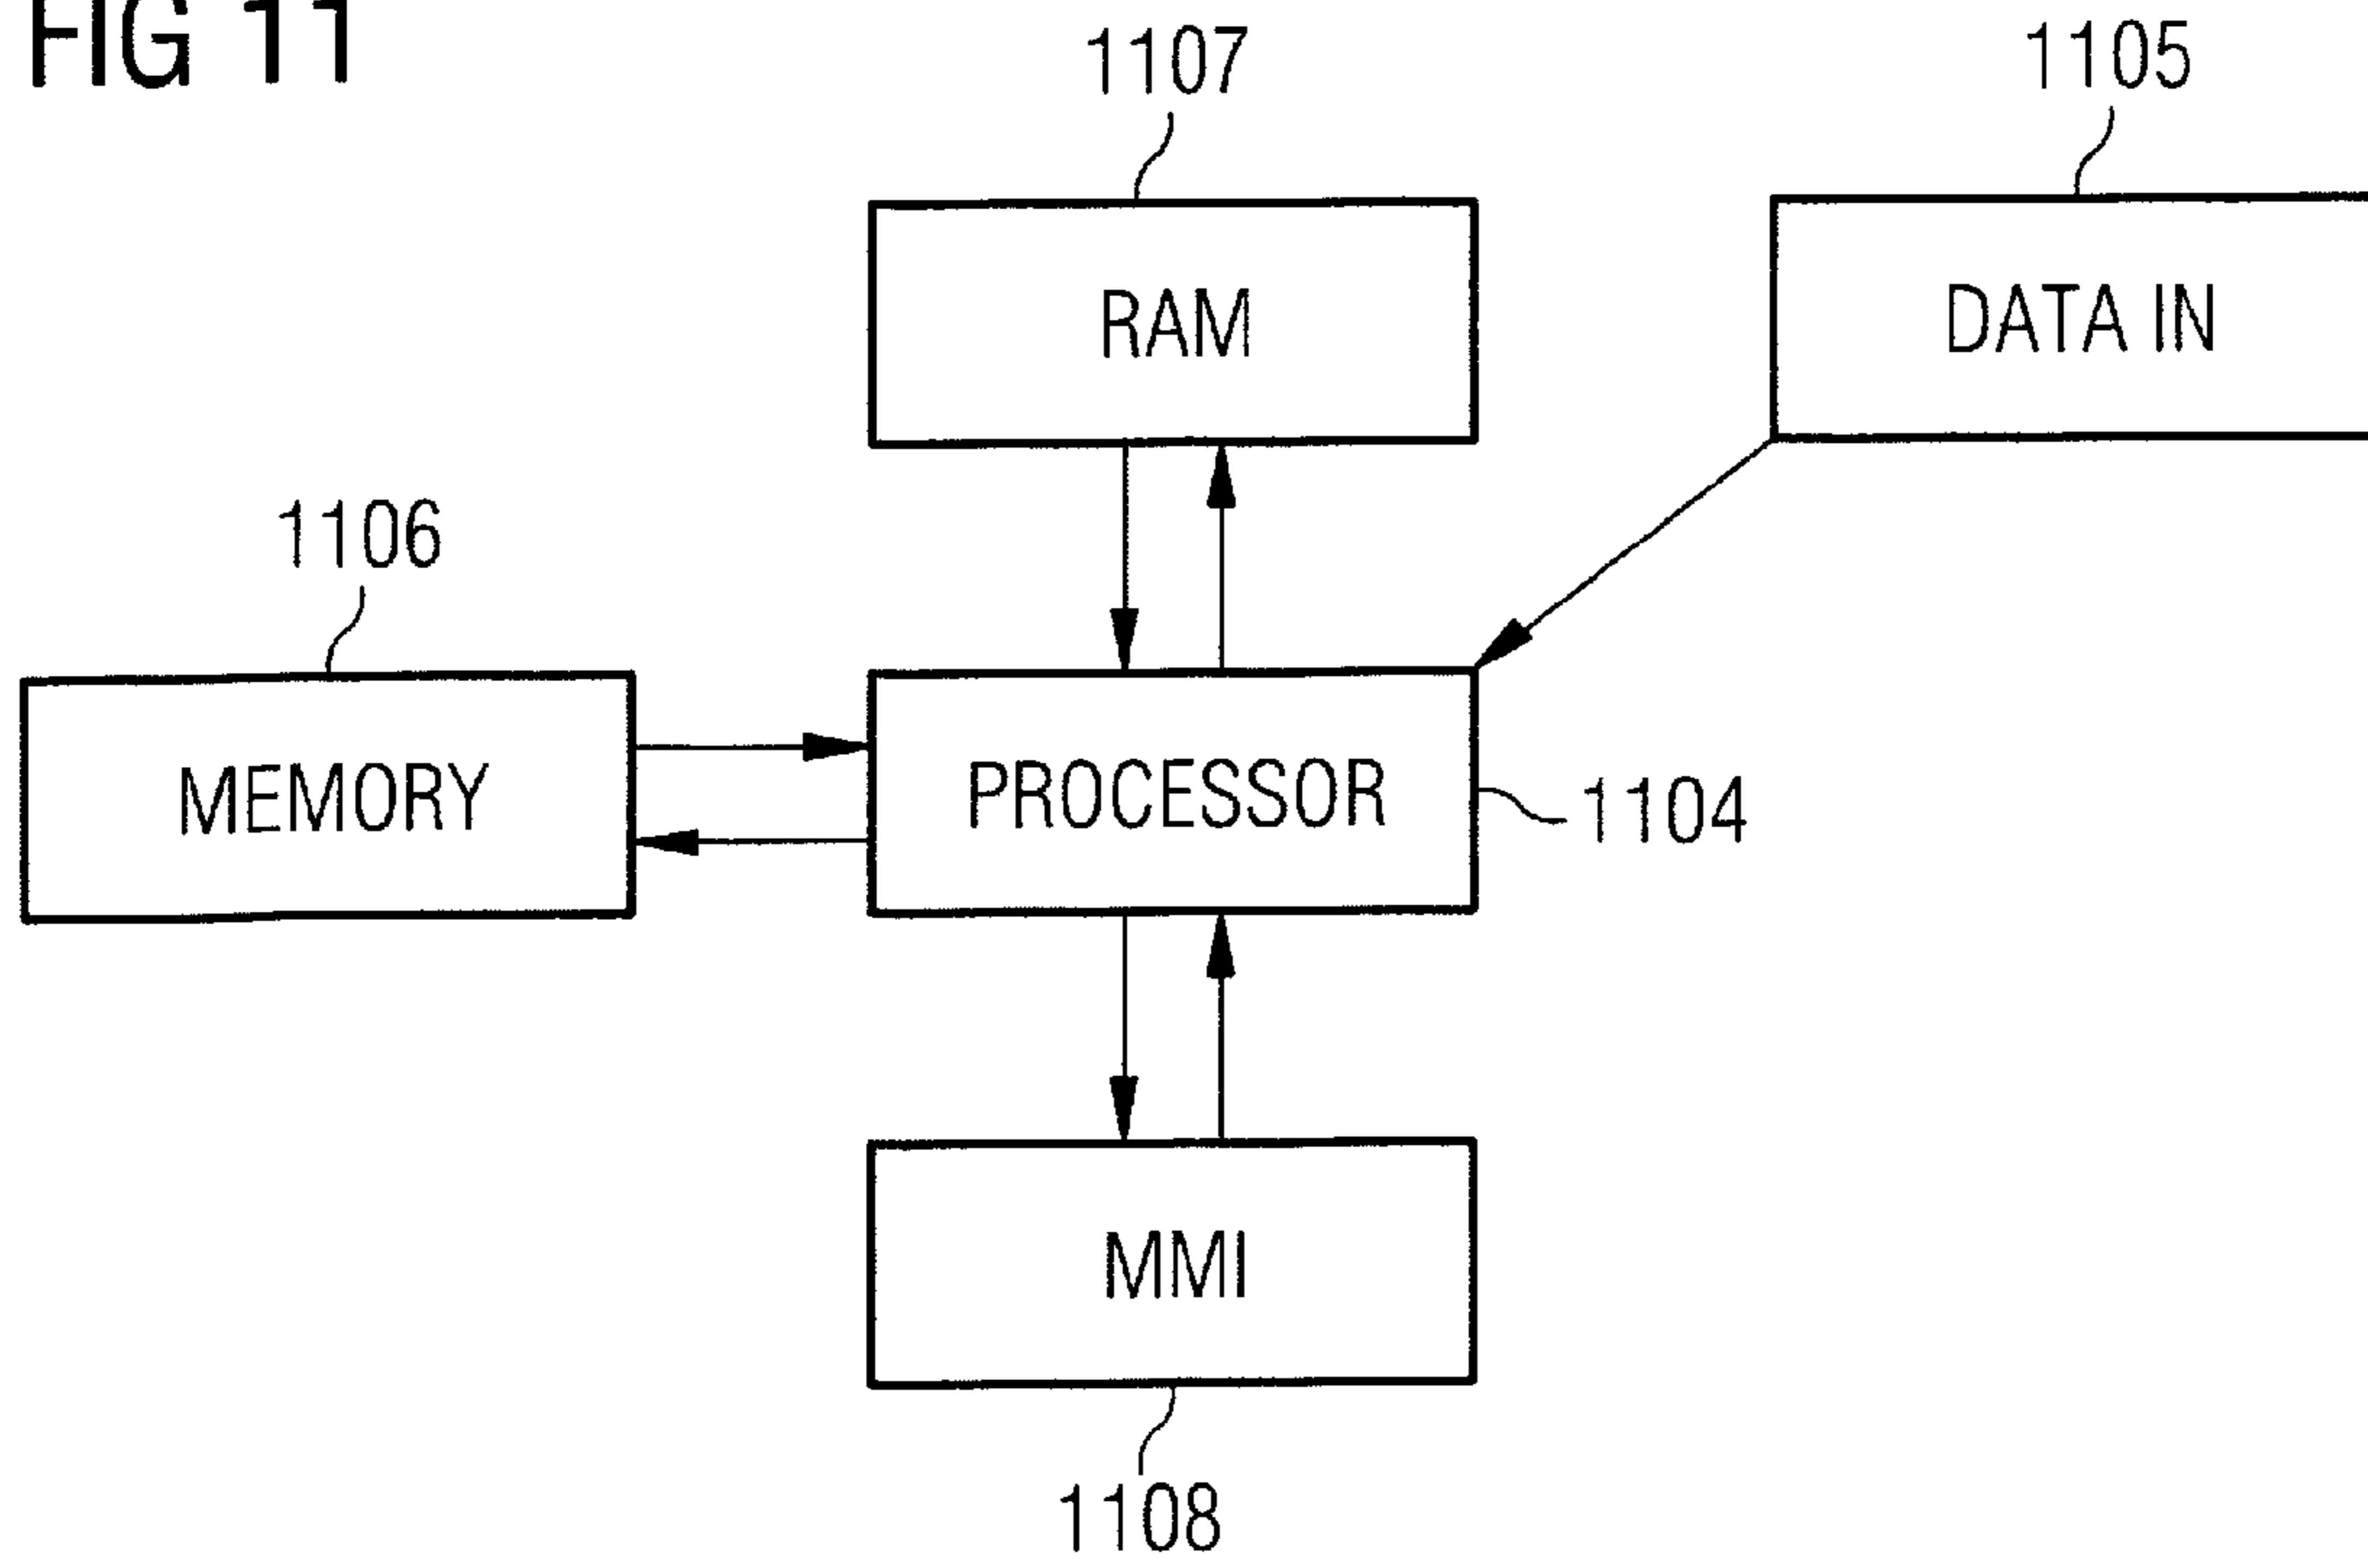 FIG 11
1107
1105
RAM
DATA IN
1106
MEMORY
PROCESSOR
1104
MMI
1108